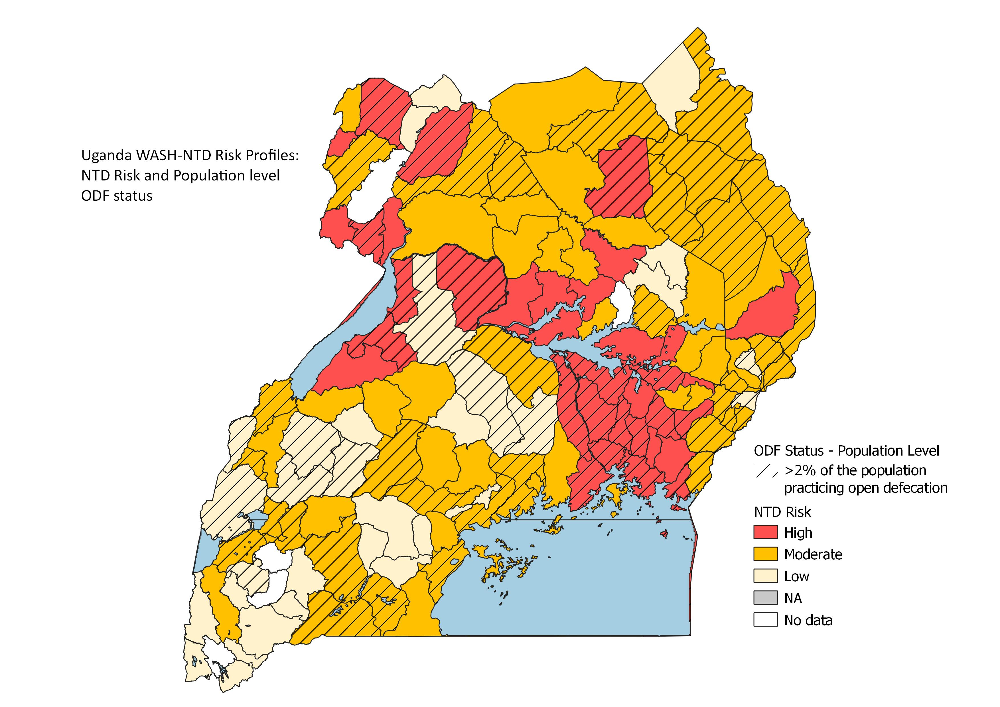 Uganda WASH-NTD Risk Profiles:
NTD Risk and Population level
ODF status
ODF Status - Population Level
>2% of the population
practicing open defecation
NTD Risk
High
Moderate
Low
NA
No data